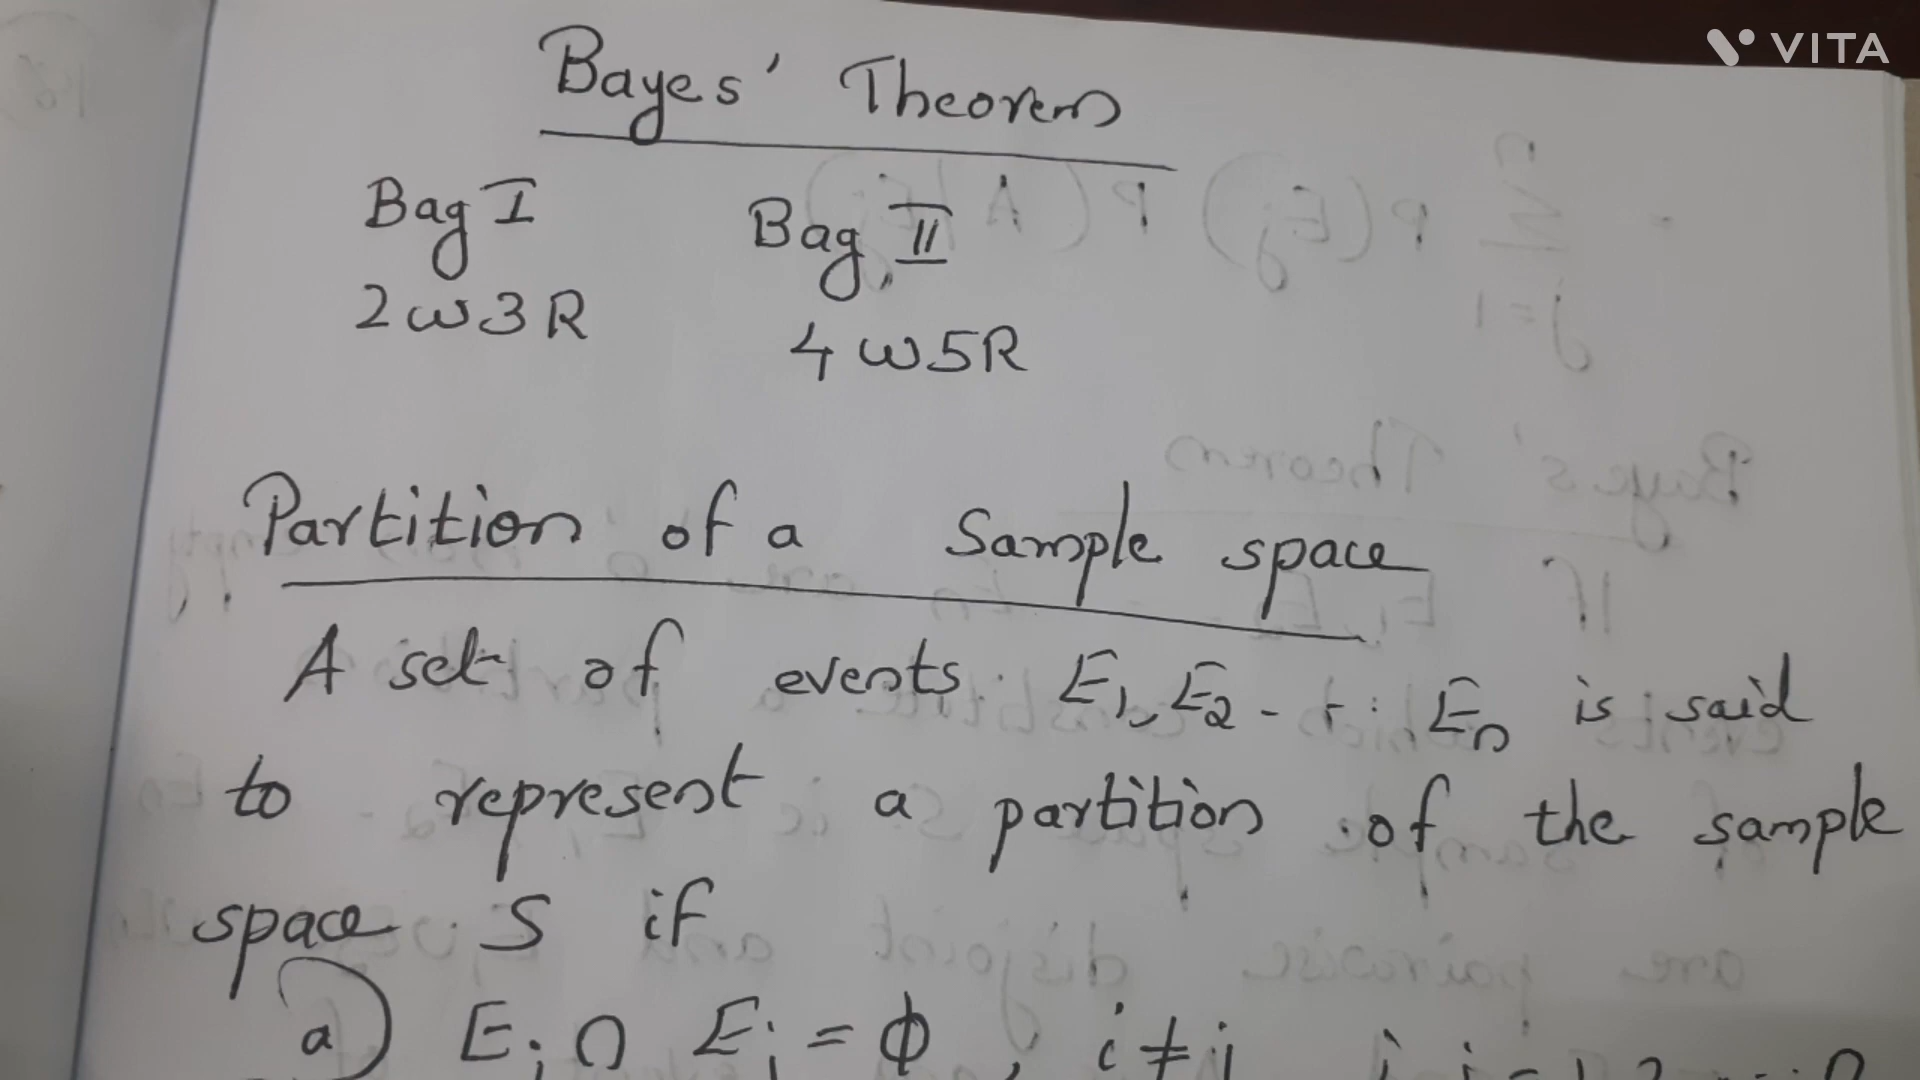 VITA
Bayes' Theorem
Bag I Bag II
2W3R 4W5R
Partition of a Sample space
A set of events E₁, E₂ - - · Eₙ is said
to represent a partition of the sample
space S if
a) Eᵢ ∩ Eⱼ = ϕ, i ≠ j